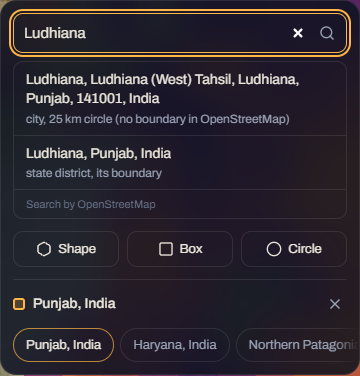 Ludhiana
Ludhiana, Ludhiana (West) Tahsil, Ludhiana,
Punjab, 141001, India
city, 25 km circle (no boundary in OpenStreetMap)
Ludhiana, Punjab, India
state district, its boundary
Search by OpenStreetMap
Shape Box Circle
Punjab, India
Punjab, India Haryana, India Northern Patagoni